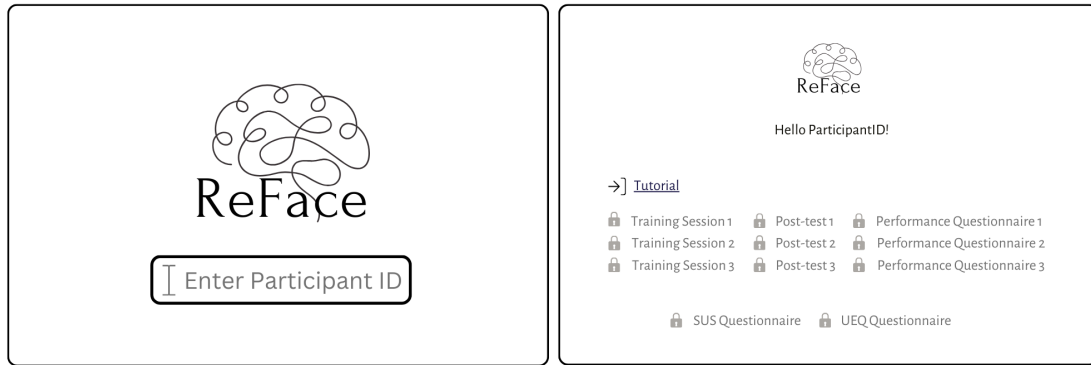 ReFace
Enter Participant ID
ReFace
Hello ParticipantID!
Tutorial
Training Session 1 Post-test 1 Performance Questionnaire 1
Training Session 2 Post-test 2 Performance Questionnaire 2
Training Session 3 Post-test 3 Performance Questionnaire 3
SUS Questionnaire UEQ Questionnaire